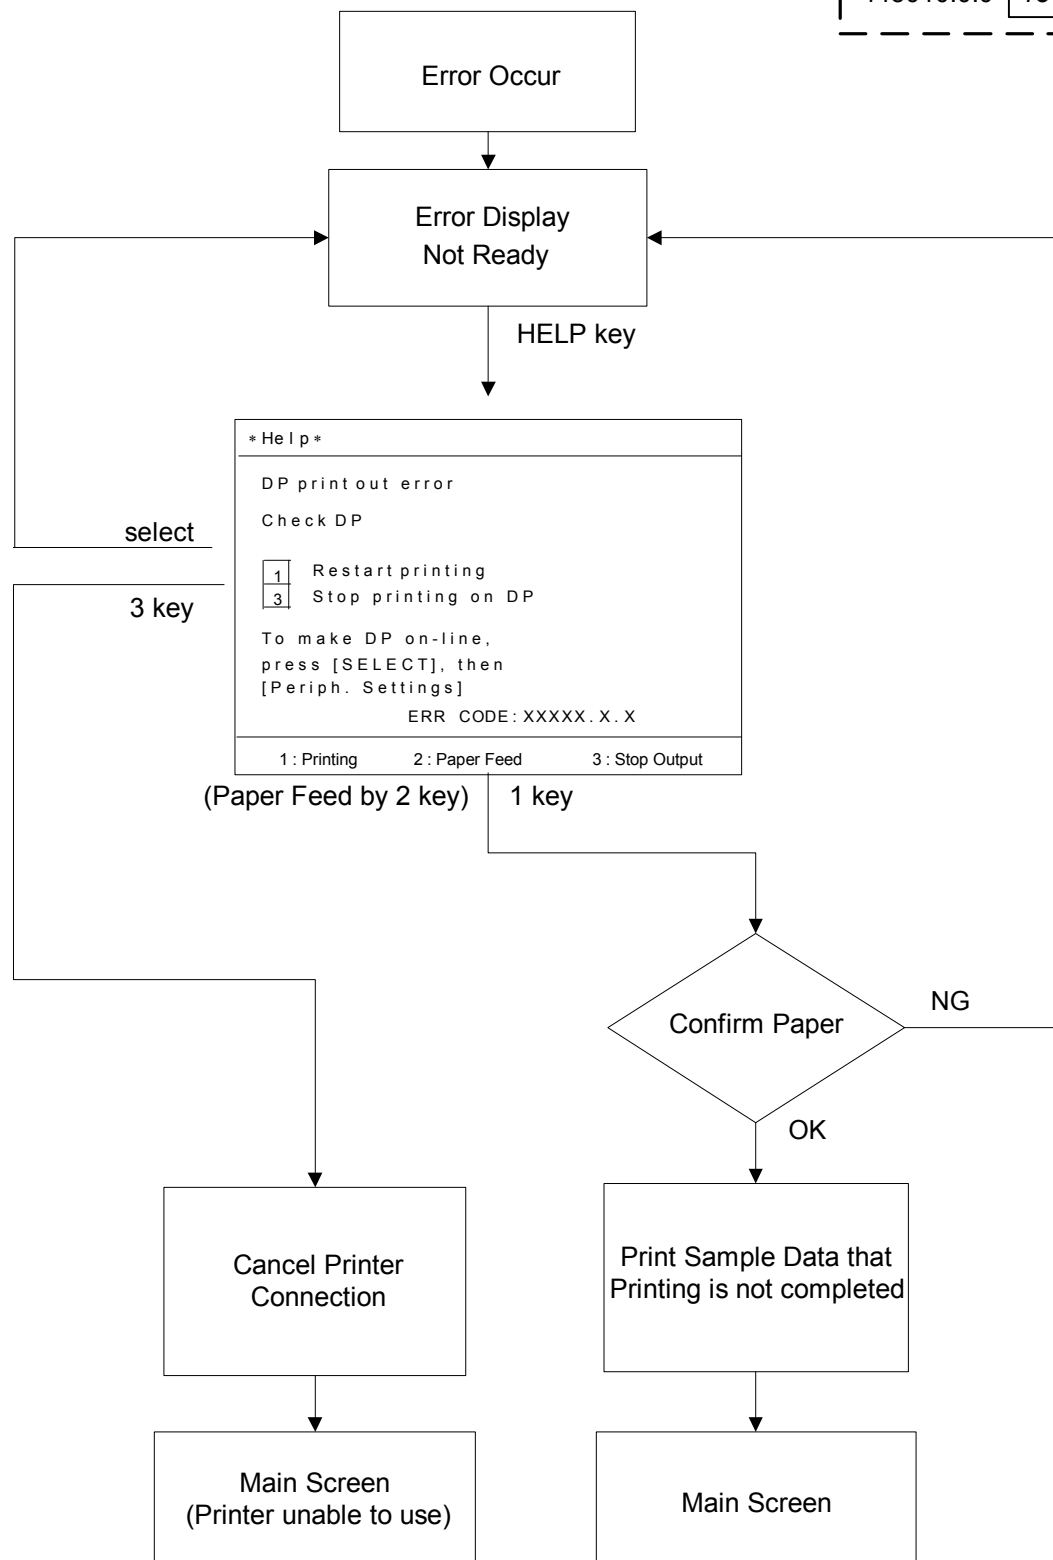 Error Occur
Error Display
Not Ready
HELP key
*Help*
DP printout error
Check DP
select
1 Restart printing
3 Stop printing on DP
3 key
To make DP on-line,
press [SELECT], then
[Periph. Settings]
ERR CODE: XXXXX.X.X
1 : Printing 2 : Paper Feed 3 : Stop Output
(Paper Feed by 2 key) 1 key
Confirm Paper
NG
OK
Cancel Printer
Connection
Print Sample Data that
Printing is not completed
Main Screen
(Printer unable to use)
Main Screen